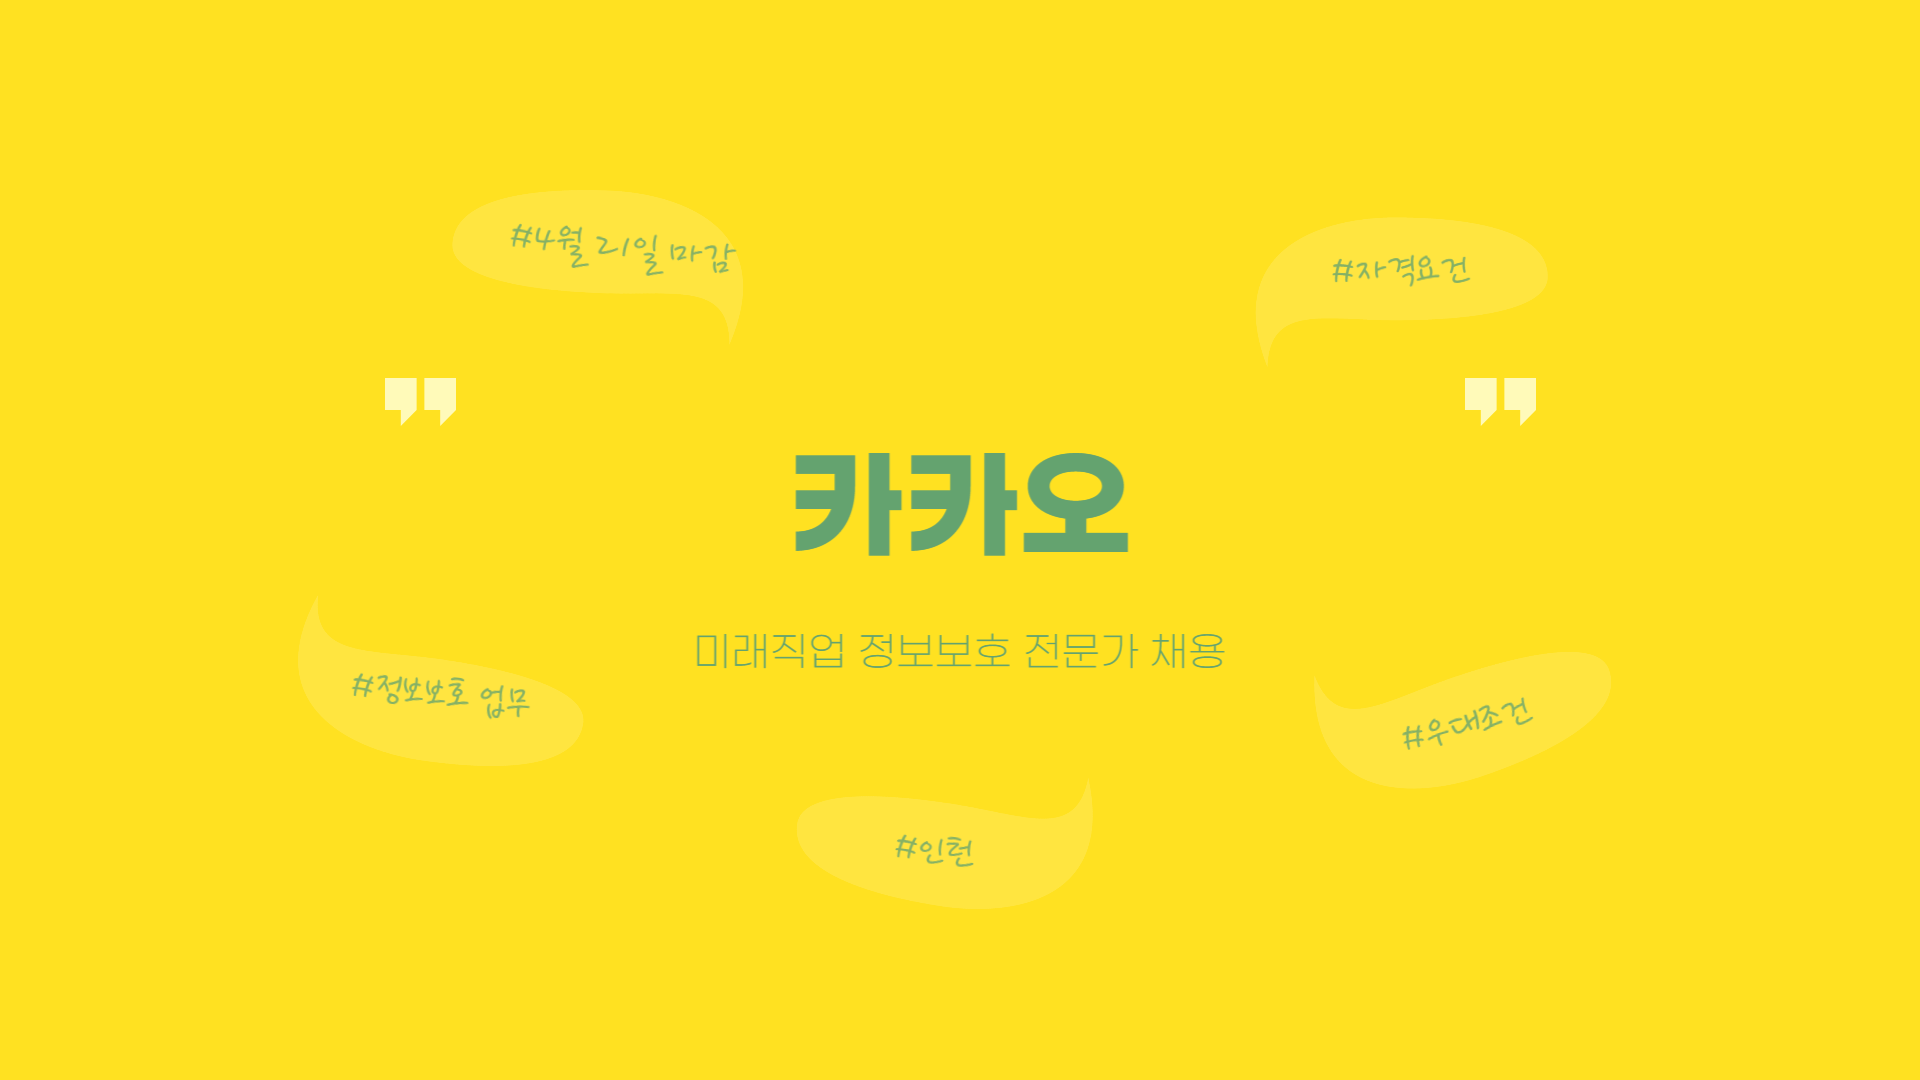 #4월 21일 마감
#자격요건
카카오
미래직업 정보보호 전문가 채용
#정보보호 업무
#우대조건
#인턴